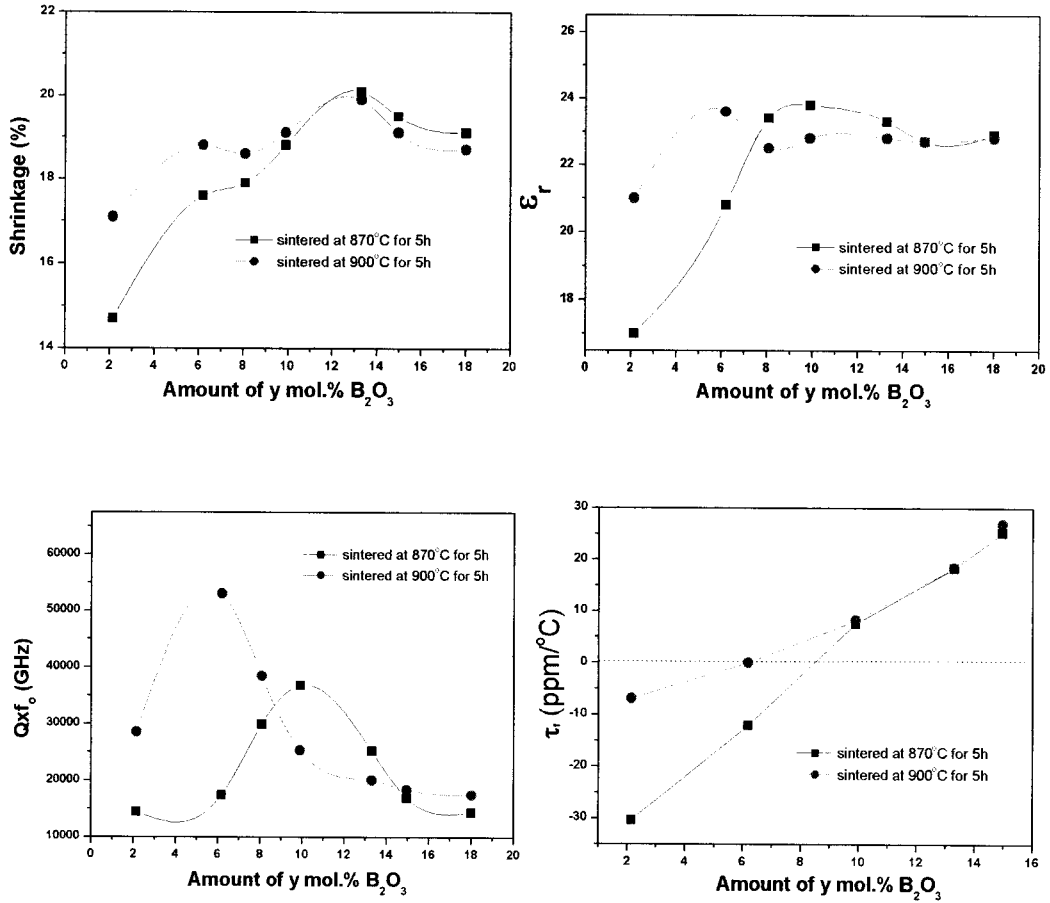 22
20
18
16
14
Shrinkage (%)
sintered at 870°C for 5h
sintered at 900°C for 5h
0 2 4 6 8 10 12 14 16 18 20
Amount of y mol.% B₂O₃
26
24
22
20
18
17
εr
sintered at 870°C for 5h
sintered at 900°C for 5h
0 2 4 6 8 10 12 14 16 18 20
Amount of y mol.% B₂O₃
60000
50000
40000
30000
20000
10000
Qxfo (GHz)
sintered at 870°C for 5h
sintered at 900°C for 5h
0 2 4 6 8 10 12 14 16 18 20
Amount of y mol.% B₂O₃
30
20
10
0
-10
-20
-30
τf (ppm/°C)
sintered at 870°C for 5h
sintered at 900°C for 5h
2 4 6 8 10 12 14 16
Amount of y mol.% B₂O₃